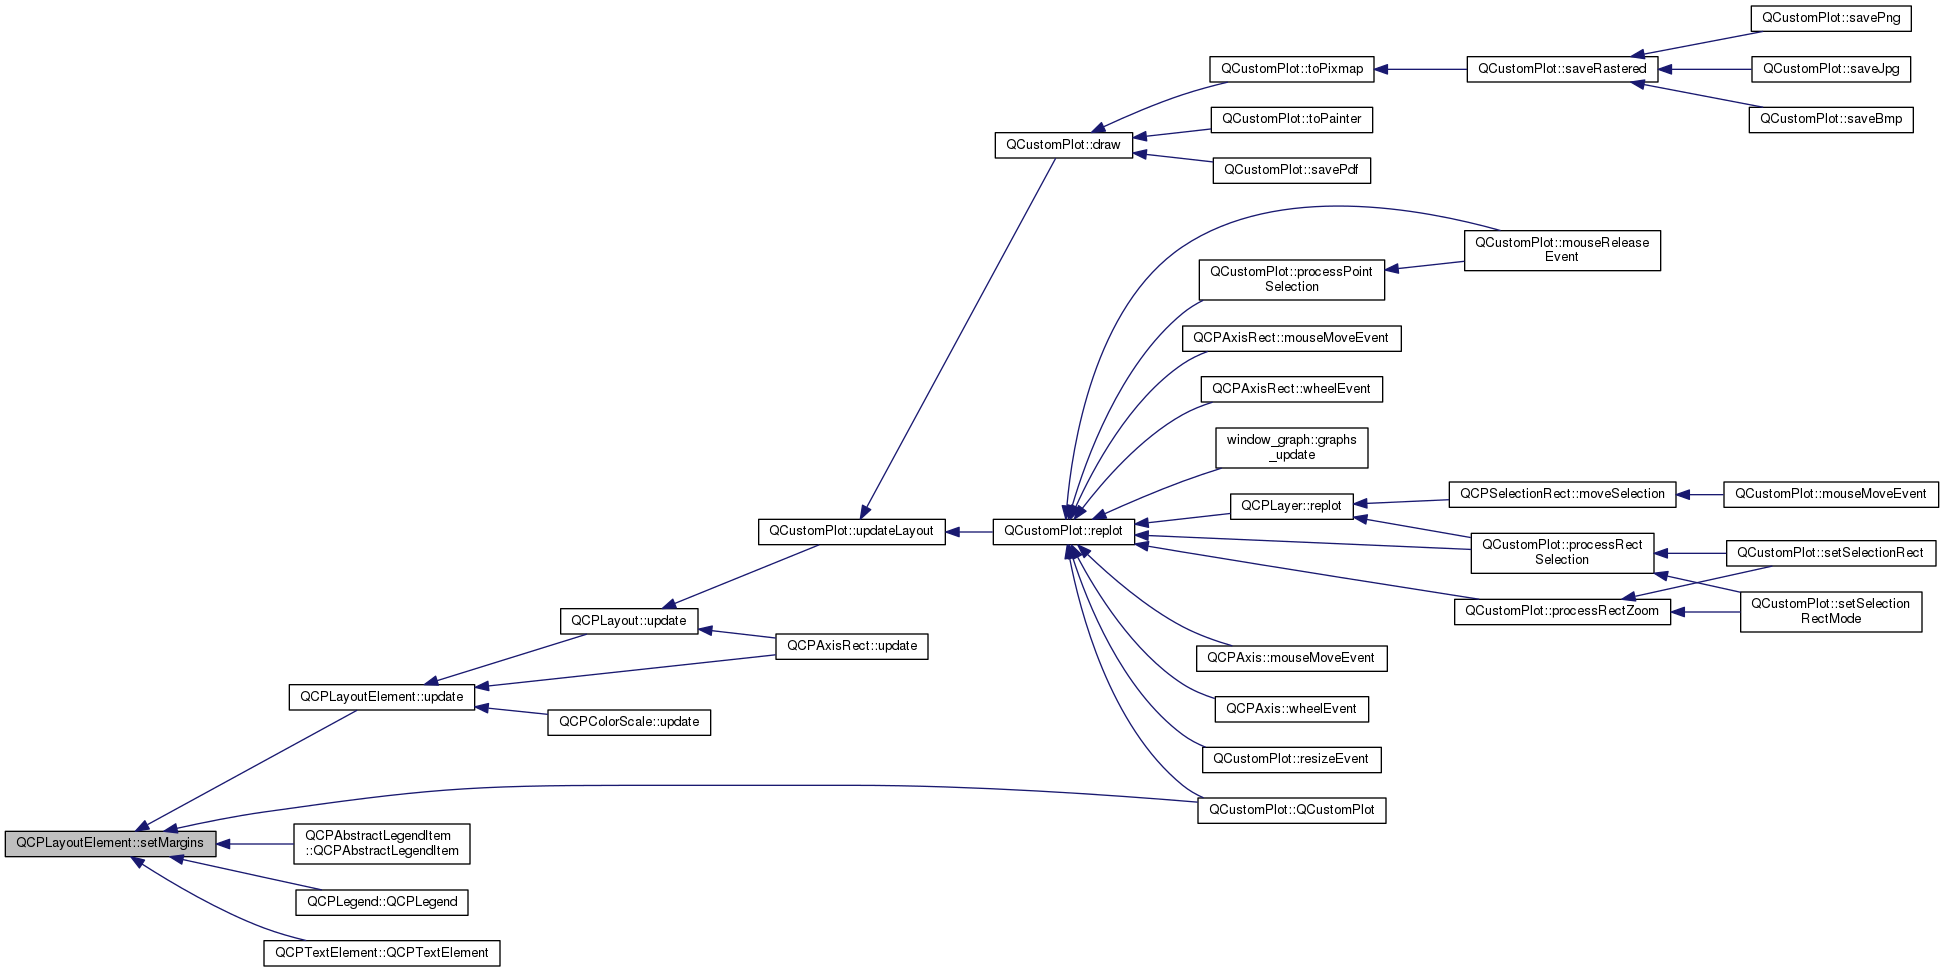 QCustomPlot::savePng
QCustomPlot::toPixmap
QCustomPlot::saveRastered
QCustomPlot::saveJpg
QCustomPlot::toPainter
QCustomPlot::saveBmp
QCustomPlot::draw
QCustomPlot::savePdf
QCustomPlot::mouseRelease
Event
QCustomPlot::processPoint
Selection
QCPAxisRect::mouseMoveEvent
QCPAxisRect::wheelEvent
window_graph::graphs
_update
QCPLayer::replot
QCPSelectionRect::moveSelection
QCustomPlot::mouseMoveEvent
QCustomPlot::updateLayout
QCustomPlot::replot
QCustomPlot::processRect
Selection
QCustomPlot::setSelectionRect
QCustomPlot::processRectZoom
QCustomPlot::setSelection
RectMode
QCPLayout::update
QCPAxisRect::update
QCPAxis::mouseMoveEvent
QCPLayoutElement::update
QCPColorScale::update
QCPAxis::wheelEvent
QCustomPlot::resizeEvent
QCustomPlot::QCustomPlot
QCPLayoutElement::setMargins
QCPAbstractLegendItem
::QCPAbstractLegendItem
QCPLegend::QCPLegend
QCPTextElement::QCPTextElement